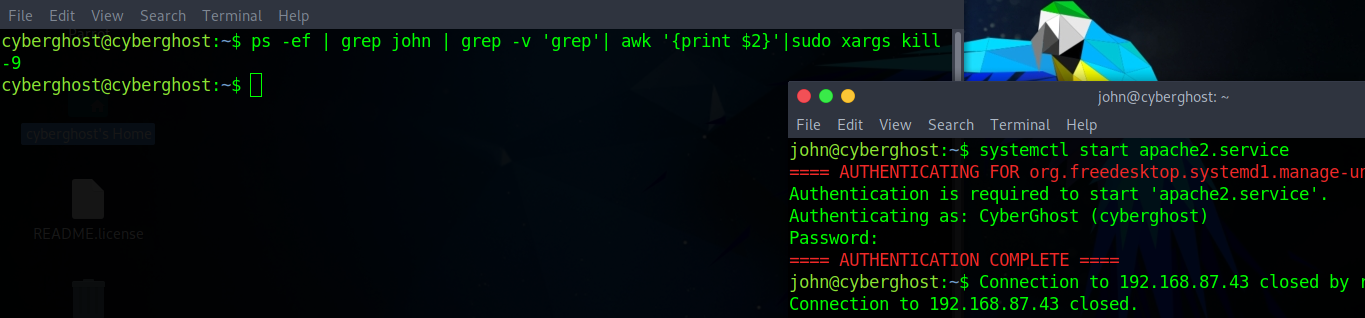 File Edit View Search Terminal Help
cyberghost@cyberghost:~$ ps -ef | grep john | grep -v 'grep'| awk '{print $2}'|sudo xargs kill
-9
cyberghost@cyberghost:~$
cyberghost's Home
README.license
john@cyberghost: ~
File Edit View Search Terminal Help
john@cyberghost:~$ systemctl start apache2.service
==== AUTHENTICATING FOR org.freedesktop.systemd1.manage-un
Authentication is required to start 'apache2.service'.
Authenticating as: CyberGhost (cyberghost)
Password:
==== AUTHENTICATION COMPLETE ====
john@cyberghost:~$ Connection to 192.168.87.43 closed by r
Connection to 192.168.87.43 closed.